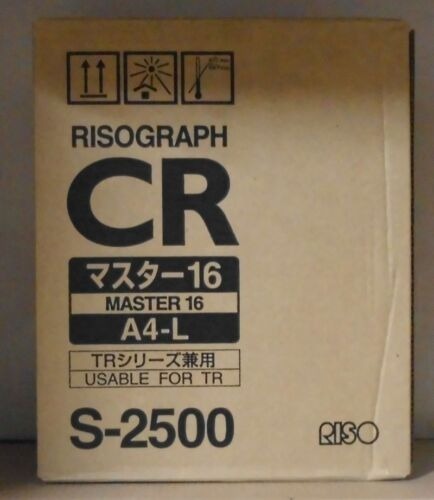 RISOGRAPH
CR
マスター16
MASTER 16
A4-L
TRシリーズ兼用
USABLE FOR TR
S-2500
RISO